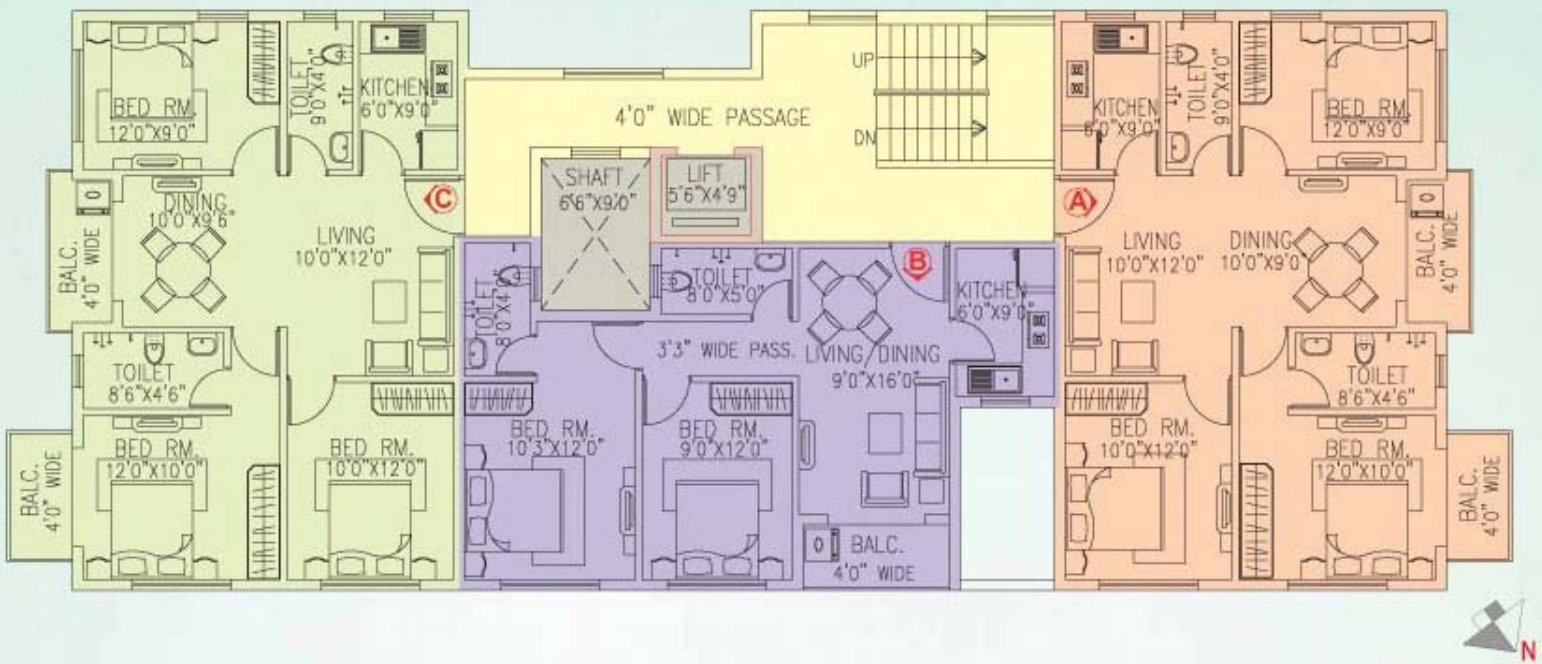 BED RM.
12'0"X9'0"
TOILET
9'0"X4'0"
KITCHEN
6'0"X9'0"
DINING
10'0"X9'6"
LIVING
10'0"X12'0"
C
BALC.
4'0" WIDE
TOILET
8'6"X4'6"
BED RM.
12'0"X10'0"
BED RM.
10'0"X12'0"
BALC.
4'0" WIDE
4'0" WIDE PASSAGE
UP
DN
SHAFT
6'6"X9'0"
LIFT
5'6"X4'9"
TOILET
8'0"X4'0"
TOILET
8'0"X5'0"
B
KITCHEN
6'0"X9'0"
3'3" WIDE PASS.
LIVING/DINING
9'0"X16'0"
BED RM.
10'3"X12'0"
BED RM.
9'0"X12'0"
BALC.
4'0" WIDE
KITCHEN
6'0"X9'0"
TOILET
9'0"X4'0"
BED RM.
12'0"X9'0"
A
LIVING
10'0"X12'0"
DINING
10'0"X9'0"
BALC.
4'0" WIDE
TOILET
8'6"X4'6"
BED RM.
10'0"X12'0"
BED RM.
12'0"X10'0"
BALC.
4'0" WIDE
N